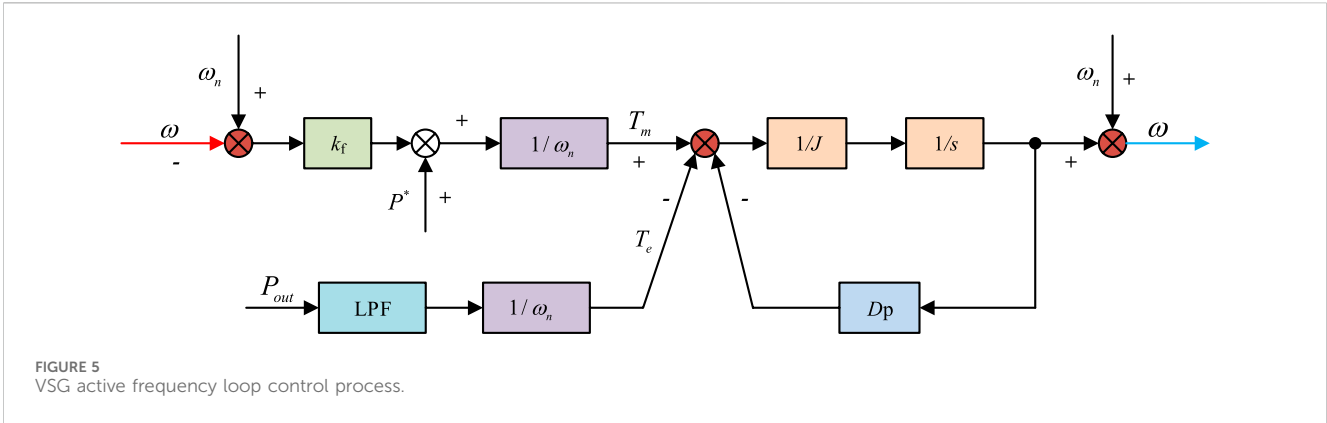 ωn ωn
+ +
ω kf + 1/ ωn Tm 1/J 1/s ω
- + +
P* + - -
Te
Pout LPF 1/ ωn Dp
FIGURE 5
VSG active frequency loop control process.